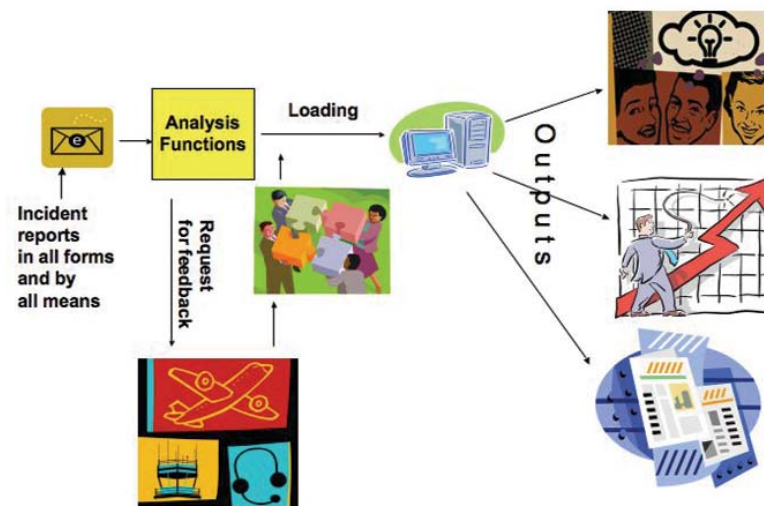 Analysis
Functions
Loading
e
Incident
reports
in all forms
and by
all means
Request
for feedback
Outputs